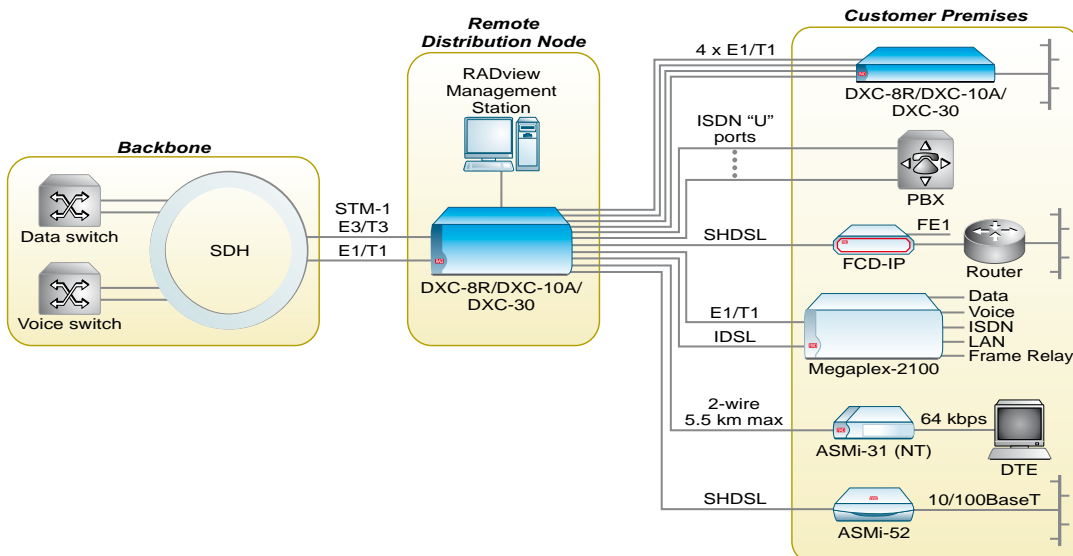 Backbone
Data switch
SDH
Voice switch
STM-1
E3/T3
E1/T1
Remote
Distribution Node
RADview
Management
Station
DXC-8R/DXC-10A/
DXC-30
4 x E1/T1
ISDN “U”
ports
SHDSL
E1/T1
IDSL
2-wire
5.5 km max
SHDSL
Customer Premises
DXC-8R/DXC-10A/
DXC-30
PBX
FE1
FCD-IP
Router
Data
Voice
ISDN
LAN
Frame Relay
Megaplex-2100
64 kbps
ASMi-31 (NT)
DTE
10/100BaseT
ASMi-52